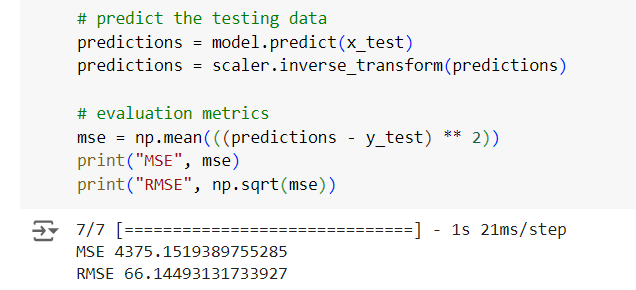 # predict the testing data
predictions = model.predict(x_test)
predictions = scaler.inverse_transform(predictions)
# evaluation metrics
mse = np.mean(((predictions - y_test) ** 2))
print("MSE", mse)
print("RMSE", np.sqrt(mse))
7/7 [==============================] - 1s 21ms/step
MSE 4375.1519389755285
RMSE 66.14493131733927